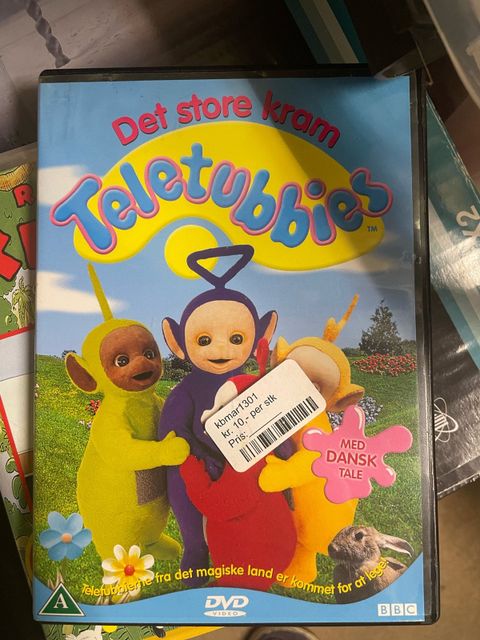 Det store kram
Teletubbies
TM
kbmar1301
kr. 10,- per stk
Pris:
MED
DANSK
TALE
Teletubbierne fra det magiske land er kommet for at lege!
A
DVD
VIDEO
BBC